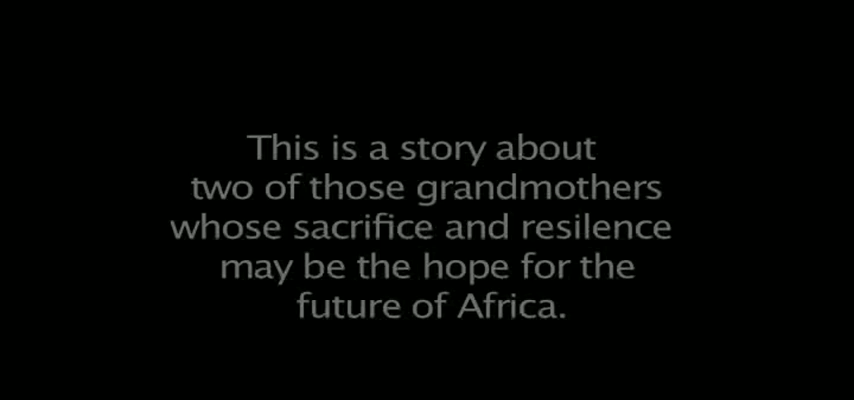 This is a story about
two of those grandmothers
whose sacrifice and resilence
may be the hope for the
future of Africa.